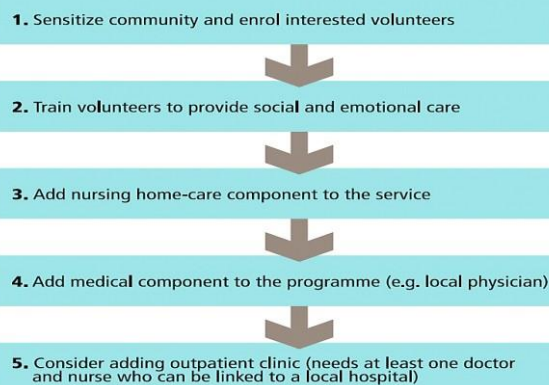 1. Sensitize community and enrol interested volunteers
2. Train volunteers to provide social and emotional care
3. Add nursing home-care component to the service
4. Add medical component to the programme (e.g. local physician)
5. Consider adding outpatient clinic (needs at least one doctor
and nurse who can be linked to a local hospital)